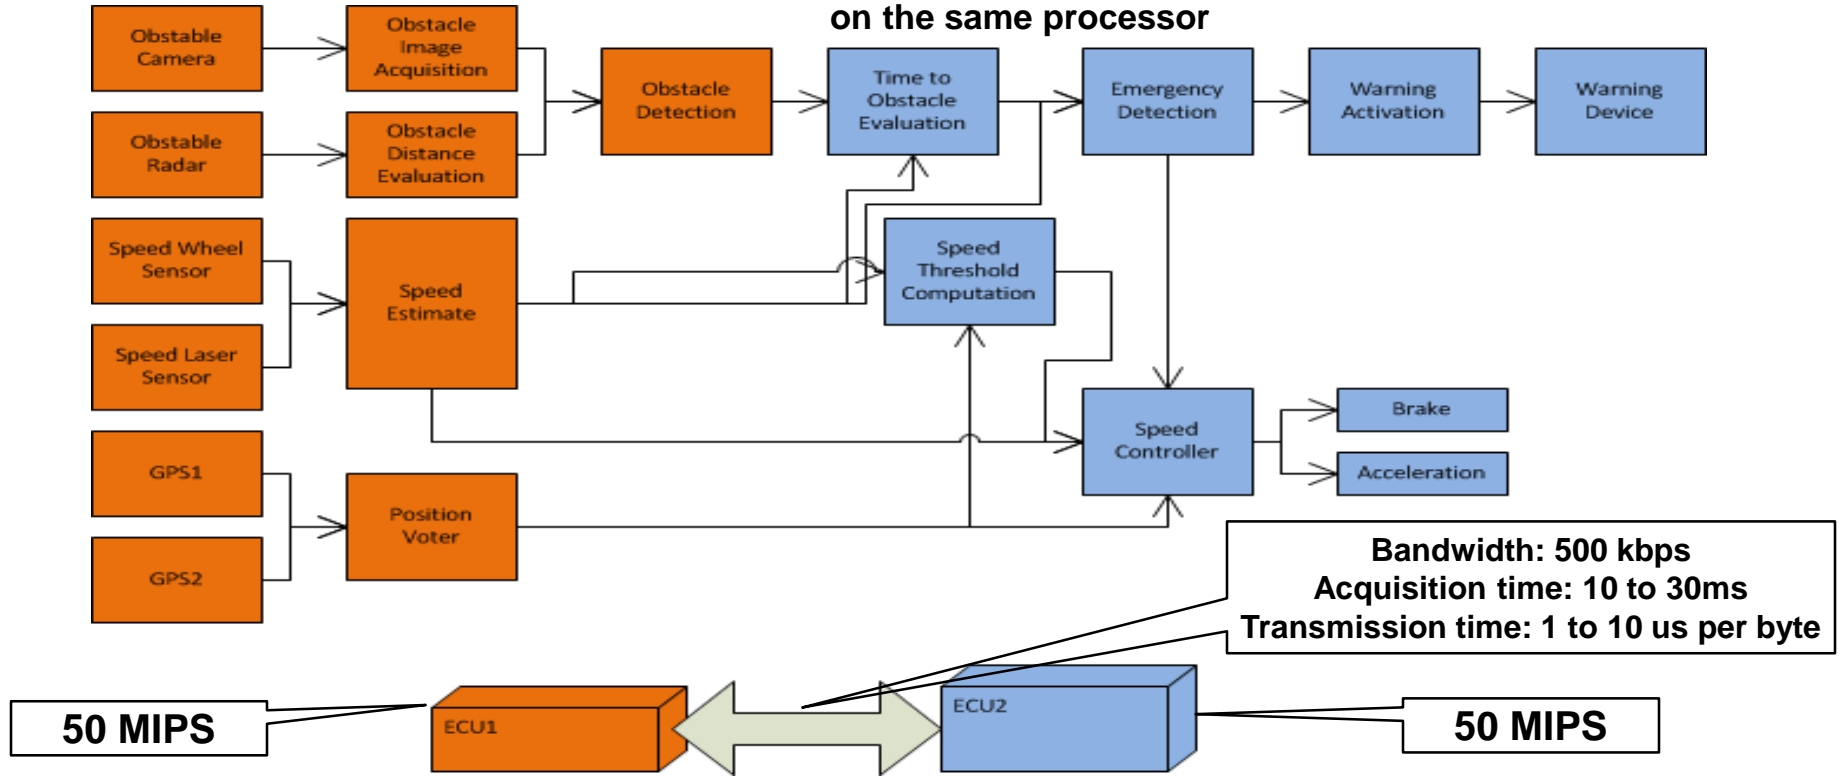 on the same processor
Obstable
Camera
Obstacle
Image
Acquisition
Obstacle
Detection
Time to
Obstacle
Evaluation
Emergency
Detection
Warning
Activation
Warning
Device
Obstable
Radar
Obstacle
Distance
Evaluation
Speed Wheel
Sensor
Speed
Estimate
Speed
Threshold
Computation
Speed Laser
Sensor
Speed
Controller
Brake
Acceleration
GPS1
Position
Voter
GPS2
Bandwidth: 500 kbps
Acquisition time: 10 to 30ms
Transmission time: 1 to 10 us per byte
50 MIPS
ECU1
ECU2
50 MIPS